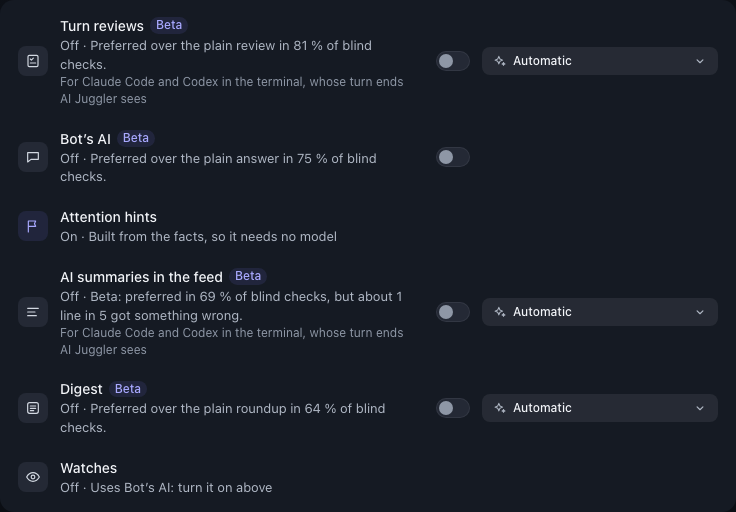 Turn reviews Beta
Off · Preferred over the plain review in 81 % of blind
checks.
For Claude Code and Codex in the terminal, whose turn ends
AI Juggler sees
Automatic
Bot’s AI Beta
Off · Preferred over the plain answer in 75 % of blind
checks.
Attention hints
On · Built from the facts, so it needs no model
AI summaries in the feed Beta
Off · Beta: preferred in 69 % of blind checks, but about 1
line in 5 got something wrong.
For Claude Code and Codex in the terminal, whose turn ends
AI Juggler sees
Automatic
Digest Beta
Off · Preferred over the plain roundup in 64 % of blind
checks.
Automatic
Watches
Off · Uses Bot’s AI: turn it on above